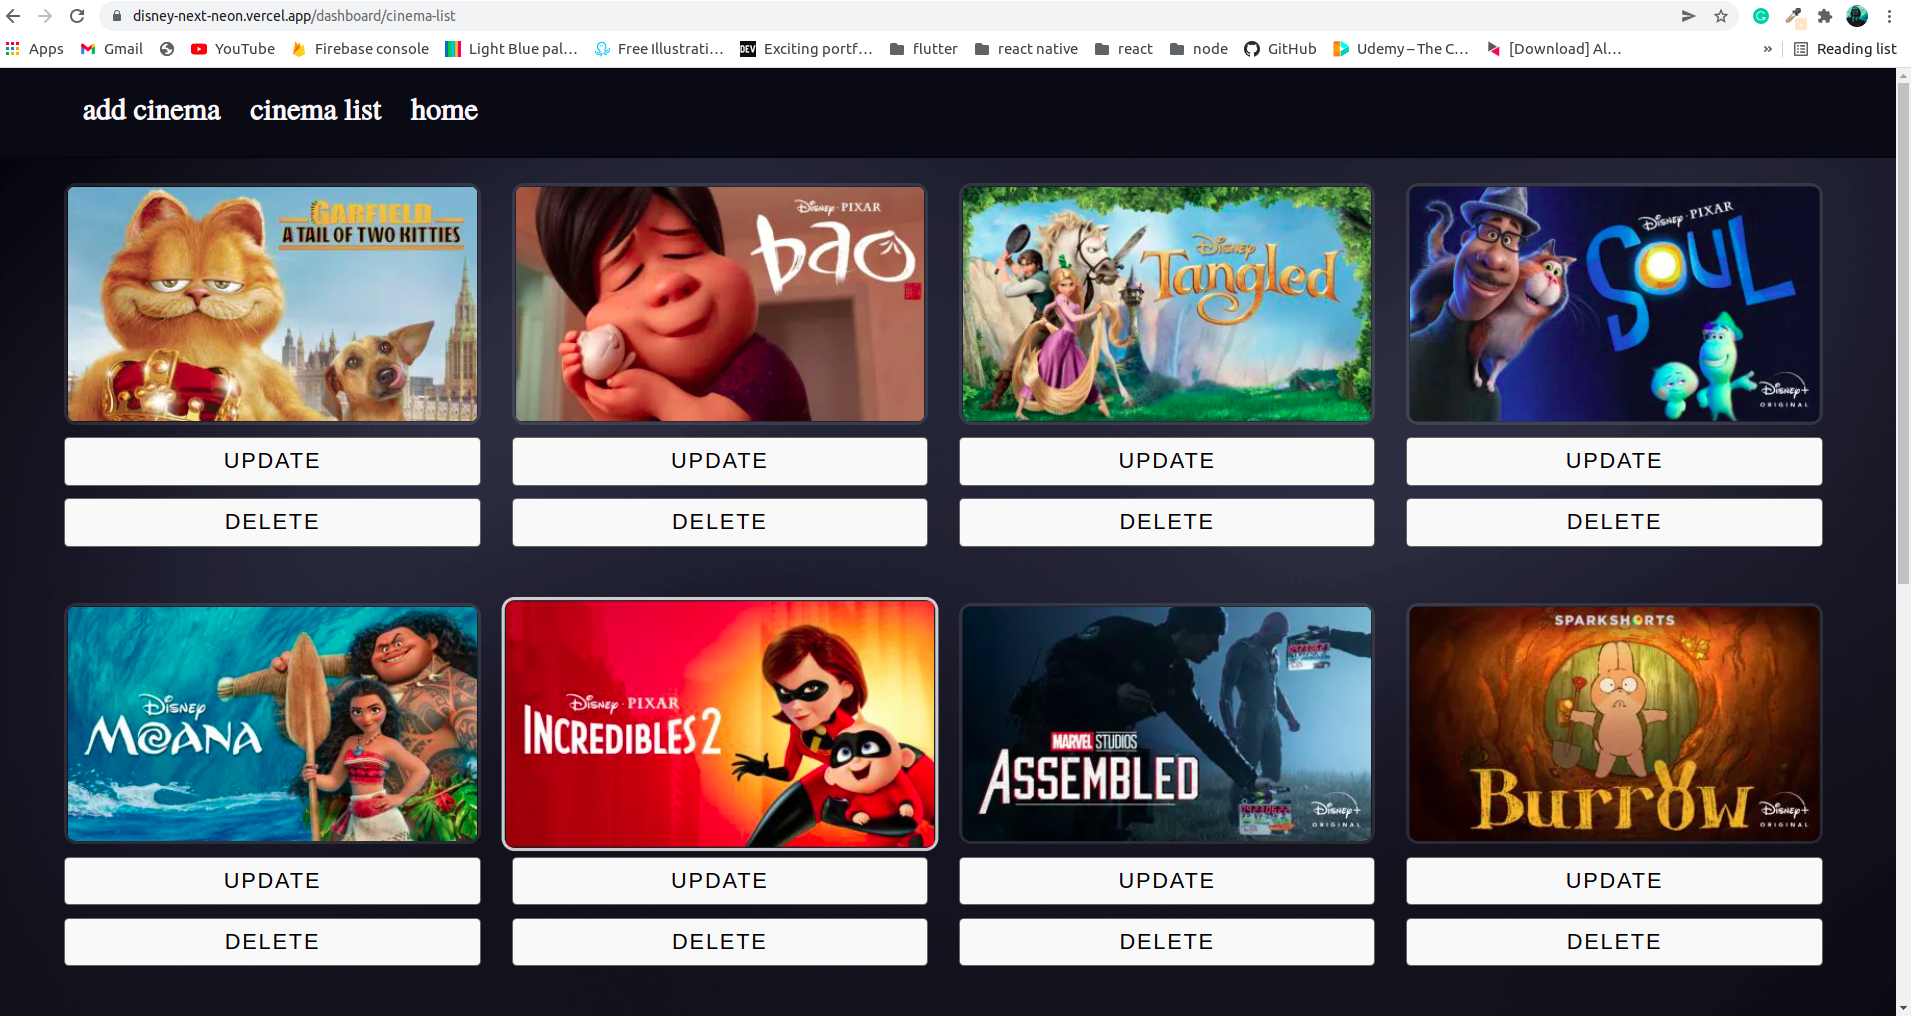 disney-next-neon.vercel.app/dashboard/cinema-list
Apps Gmail YouTube Firebase console Light Blue pal... Free Illustrati... DEV Exciting portf... flutter react native react node GitHub Udemy – The C... [Download] Al... » Reading list
add cinema cinema list home
GARFIELD
A TAIL OF TWO KITTIES
Disney · PIXAR
bao
Disney
Tangled
Disney · PIXAR
SOUL
Disney+
ORIGINAL
UPDATE UPDATE UPDATE UPDATE
DELETE DELETE DELETE DELETE
Disney
MOANA
Disney · PIXAR
INCREDIBLES 2
MARVEL STUDIOS
ASSEMBLED
Disney+
ORIGINAL
SPARKSHORTS
Burrow
Disney+
ORIGINAL
UPDATE UPDATE UPDATE UPDATE
DELETE DELETE DELETE DELETE